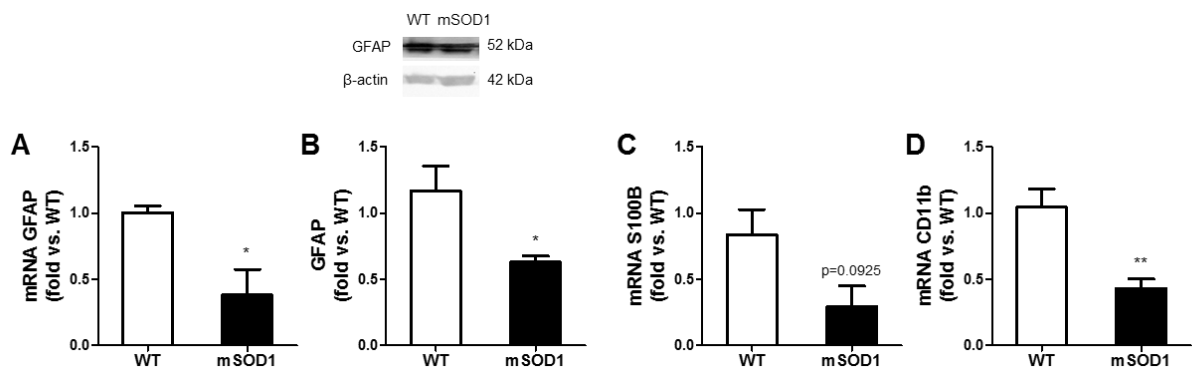 WT mSOD1
GFAP 52 kDa
β-actin 42 kDa
A
mRNA GFAP
(fold vs. WT)
1.5
1.0
0.5
0.0
*
WT mSOD1
B
GFAP
(fold vs. WT)
1.5
1.0
0.5
0.0
*
WT mSOD1
C
mRNA S100B
(fold vs. WT)
1.5
1.0
0.5
0.0
p=0.0925
WT mSOD1
D
mRNA CD11b
(fold vs. WT)
1.5
1.0
0.5
0.0
**
WT mSOD1